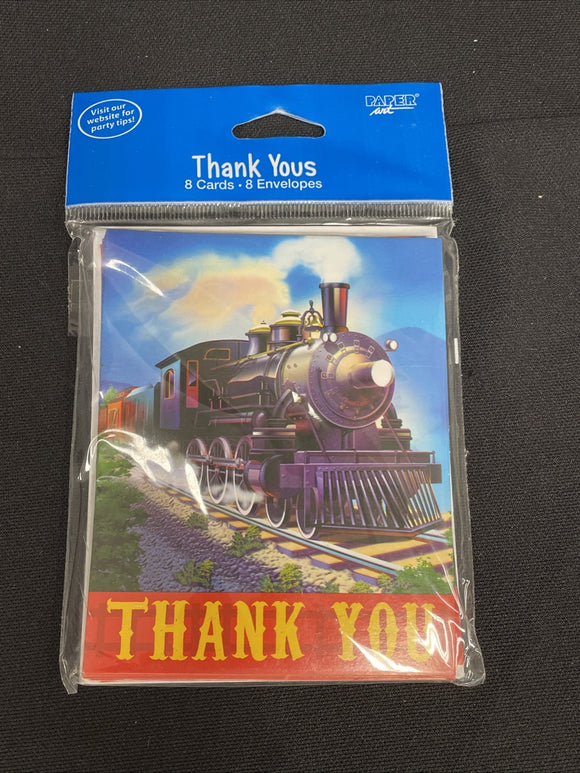 Visit our
website for
party tips!
PAPER®
art
Thank Yous
8 Cards • 8 Envelopes
THANK YOU